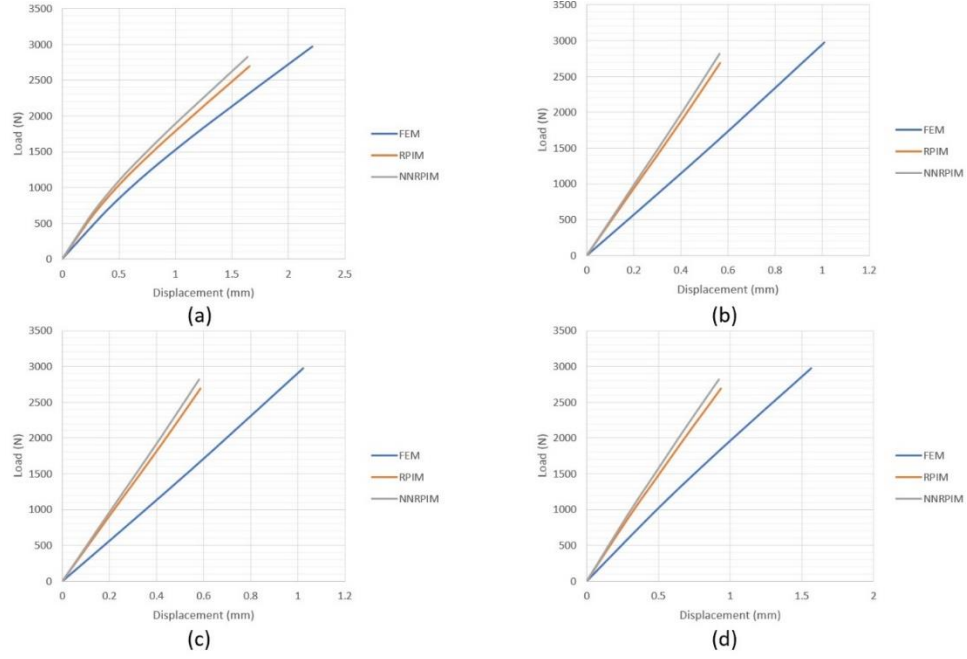 3500
3000
2500
2000
1500
1000
500
0
Load (N)
0 0.5 1 1.5 2 2.5
Displacement (mm)
FEM
RPIM
NNRPIM
(a)
3500
3000
2500
2000
1500
1000
500
0
Load (N)
0 0.2 0.4 0.6 0.8 1 1.2
Displacement (mm)
FEM
RPIM
NNRPIM
(b)
3500
3000
2500
2000
1500
1000
500
0
Load (N)
0 0.2 0.4 0.6 0.8 1 1.2
Displacement (mm)
FEM
RPIM
NNRPIM
(c)
3500
3000
2500
2000
1500
1000
500
0
Load (N)
0 0.5 1 1.5 2
Displacement (mm)
FEM
RPIM
NNRPIM
(d)